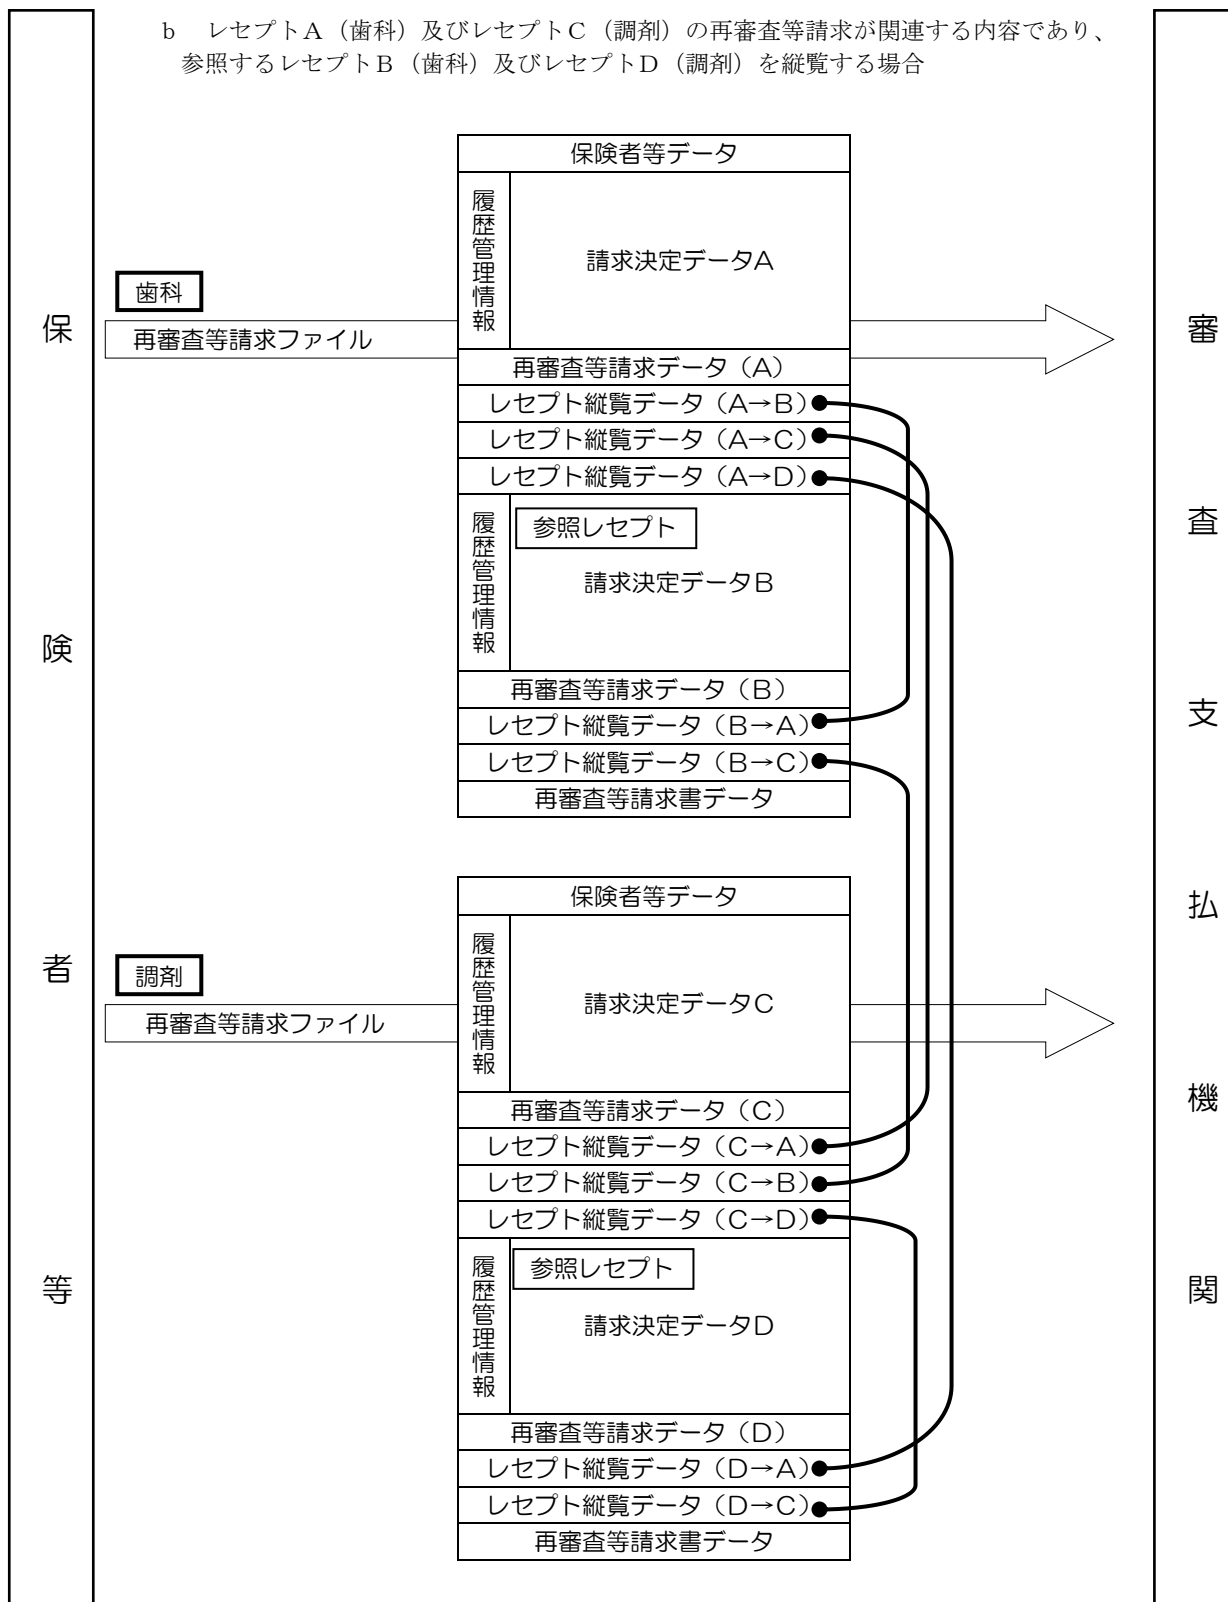 b　レセプトA（歯科）及びレセプトC（調剤）の再審査等請求が関連する内容であり、
参照するレセプトB（歯科）及びレセプトD（調剤）を縦覧する場合
保険者等
審査支払機関
歯科
再審査等請求ファイル
保険者等データ
履歴管理情報
請求決定データA
再審査等請求データ（A）
レセプト縦覧データ（A→B）
レセプト縦覧データ（A→C）
レセプト縦覧データ（A→D）
履歴管理情報
参照レセプト
請求決定データB
再審査等請求データ（B）
レセプト縦覧データ（B→A）
レセプト縦覧データ（B→C）
再審査等請求書データ
調剤
再審査等請求ファイル
保険者等データ
履歴管理情報
請求決定データC
再審査等請求データ（C）
レセプト縦覧データ（C→A）
レセプト縦覧データ（C→B）
レセプト縦覧データ（C→D）
履歴管理情報
参照レセプト
請求決定データD
再審査等請求データ（D）
レセプト縦覧データ（D→A）
レセプト縦覧データ（D→C）
再審査等請求書データ